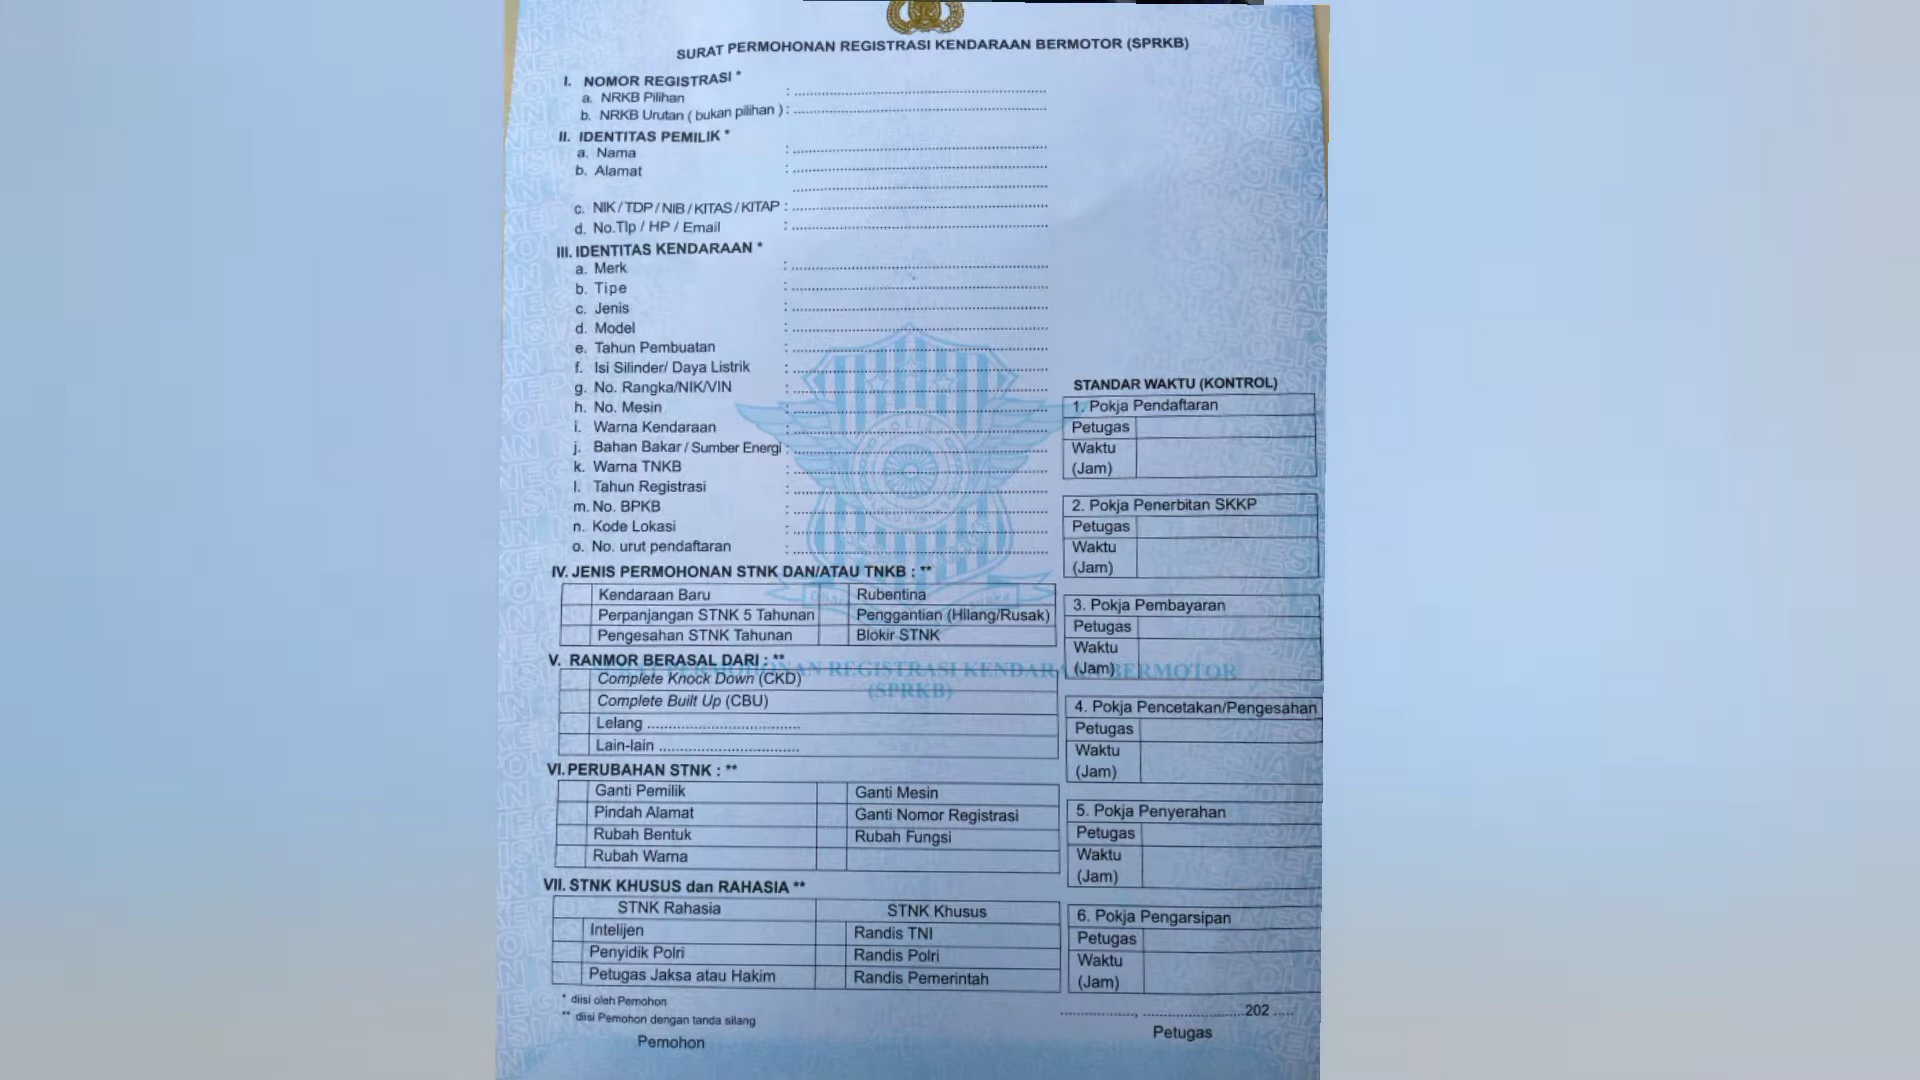 SURAT PERMOHONAN REGISTRASI KENDARAAN BERMOTOR (SPRKB)
I. NOMOR REGISTRASI *
a. NRKB Pilihan : ..........
b. NRKB Urutan ( bukan pilihan ) : ..........
II. IDENTITAS PEMILIK *
a. Nama : ..........
b. Alamat : ..........
c. NIK / TDP / NIB / KITAS / KITAP : ..........
d. No.Tlp / HP / Email : ..........
III. IDENTITAS KENDARAAN *
a. Merk : ..........
b. Tipe : ..........
c. Jenis : ..........
d. Model : ..........
e. Tahun Pembuatan : ..........
f. Isi Silinder/ Daya Listrik : ..........
g. No. Rangka/NIK/VIN : ..........
h. No. Mesin : ..........
i. Warna Kendaraan : ..........
j. Bahan Bakar / Sumber Energi : ..........
k. Warna TNKB : ..........
l. Tahun Registrasi : ..........
m. No. BPKB : ..........
n. Kode Lokasi : ..........
o. No. urut pendaftaran : ..........
IV. JENIS PERMOHONAN STNK DAN/ATAU TNKB : **
Kendaraan Baru Rubentina
Perpanjangan STNK 5 Tahunan Penggantian (Hilang/Rusak)
Pengesahan STNK Tahunan Blokir STNK
V. RANMOR BERASAL DARI : **
Complete Knock Down (CKD)
Complete Built Up (CBU)
Lelang ..........
Lain-lain ..........
VI. PERUBAHAN STNK : **
Ganti Pemilik Ganti Mesin
Pindah Alamat Ganti Nomor Registrasi
Rubah Bentuk Rubah Fungsi
Rubah Warna
VII. STNK KHUSUS dan RAHASIA **
STNK Rahasia STNK Khusus
Intelijen Randis TNI
Penyidik Polri Randis Polri
Petugas Jaksa atau Hakim Randis Pemerintah
* diisi oleh Pemohon
** diisi Pemohon dengan tanda silang
Pemohon
STANDAR WAKTU (KONTROL)
1. Pokja Pendaftaran
Petugas
Waktu
(Jam)
2. Pokja Penerbitan SKKP
Petugas
Waktu
(Jam)
3. Pokja Pembayaran
Petugas
Waktu
(Jam)
4. Pokja Pencetakan/Pengesahan
Petugas
Waktu
(Jam)
5. Pokja Penyerahan
Petugas
Waktu
(Jam)
6. Pokja Pengarsipan
Petugas
Waktu
(Jam)
.........., ..........202 .....
Petugas
PERMOHONAN REGISTRASI KENDARAAN BERMOTOR
(SPRKB)